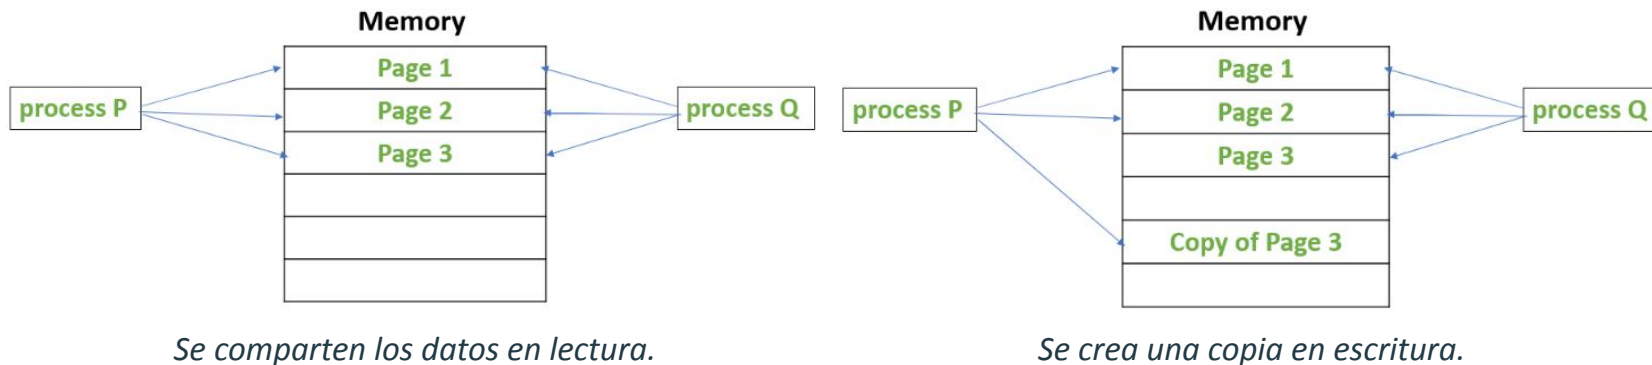 Memory
process P
Page 1
Page 2
Page 3
process Q
Se comparten los datos en lectura.
Memory
process P
Page 1
Page 2
Page 3
Copy of Page 3
process Q
Se crea una copia en escritura.